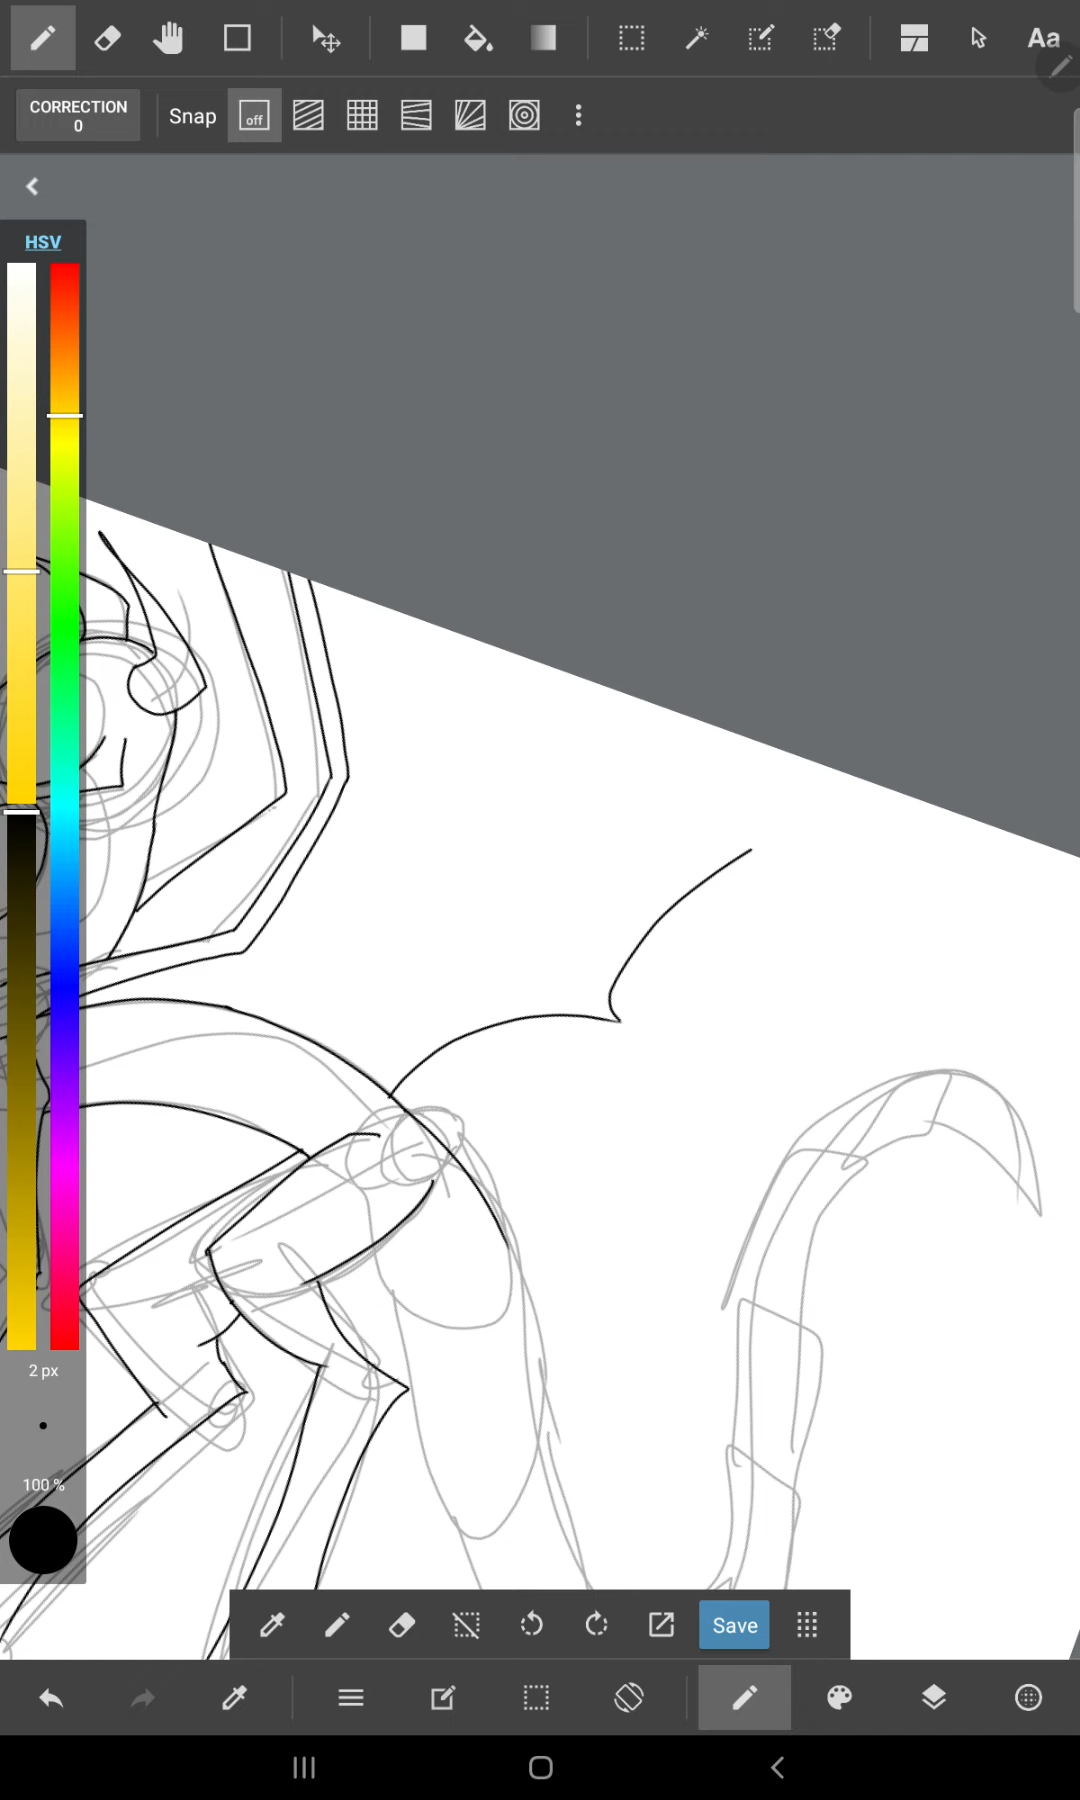 Aa
CORRECTION
0
Snap
off
HSV
2 px
100 %
Save